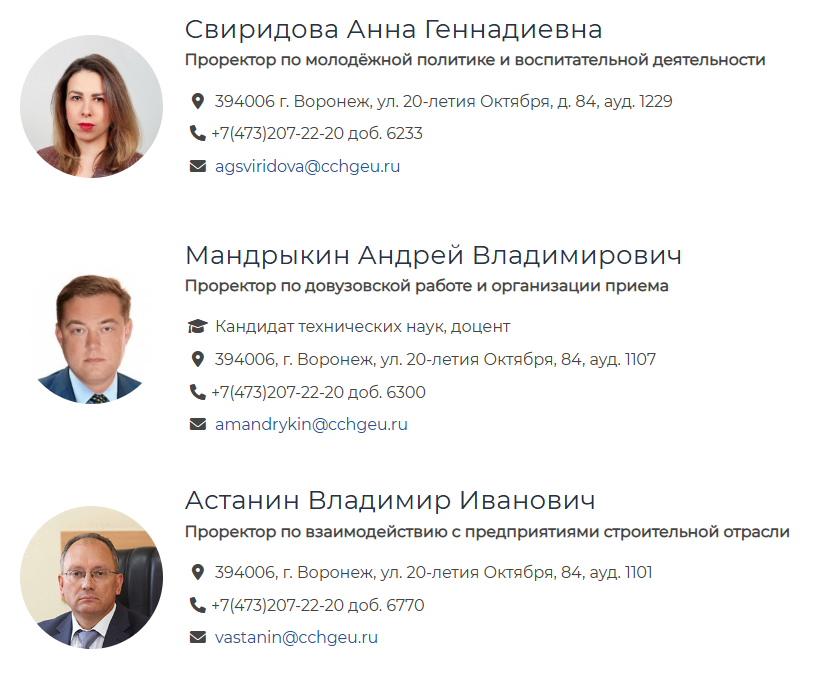 Свиридова Анна Геннадиевна
Проректор по молодёжной политике и воспитательной деятельности
394006 г. Воронеж, ул. 20-летия Октября, д. 84, ауд. 1229
+7(473)207-22-20 доб. 6233
agsviridova@cchgeu.ru
Мандрыкин Андрей Владимирович
Проректор по довузовской работе и организации приема
Кандидат технических наук, доцент
394006, г. Воронеж, ул. 20-летия Октября, 84, ауд. 1107
+7(473)207-22-20 доб. 6300
amandrykin@cchgeu.ru
Астанин Владимир Иванович
Проректор по взаимодействию с предприятиями строительной отрасли
394006, г. Воронеж, ул. 20-летия Октября, 84, ауд. 1101
+7(473)207-22-20 доб. 6770
vastanin@cchgeu.ru